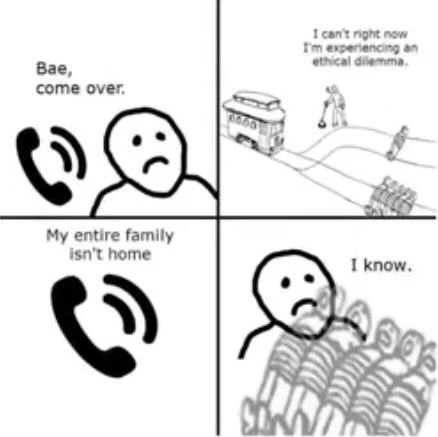 Bae,
come over.
I can't right now
I'm experiencing an
ethical dilemma.
My entire family
isn't home
I know.